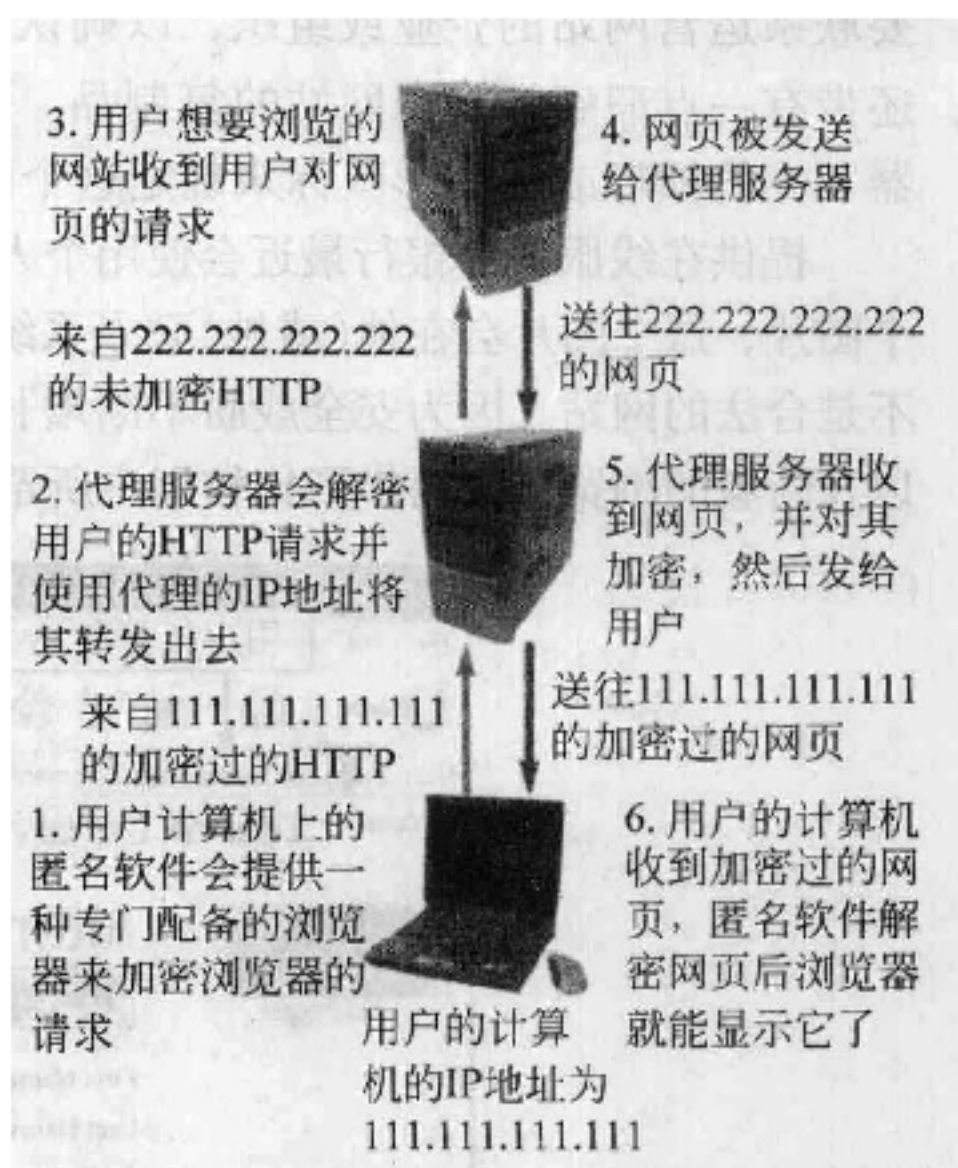 3. 用户想要浏览的
网站收到用户对网
页的请求
4. 网页被发送
给代理服务器
来自222.222.222.222
的未加密HTTP
送往222.222.222.222
的网页
2. 代理服务器会解密
用户的HTTP请求并
使用代理的IP地址将
其转发出去
5. 代理服务器收
到网页，并对其
加密，然后发给
用户
来自111.111.111.111
的加密过的HTTP
送往111.111.111.111
的加密过的网页
1. 用户计算机上的
匿名软件会提供一
种专门配备的浏览
器来加密浏览器的
请求
6. 用户的计算机
收到加密过的网
页，匿名软件解
密网页后浏览器
就能显示它了
用户的计算
机的IP地址为
111.111.111.111